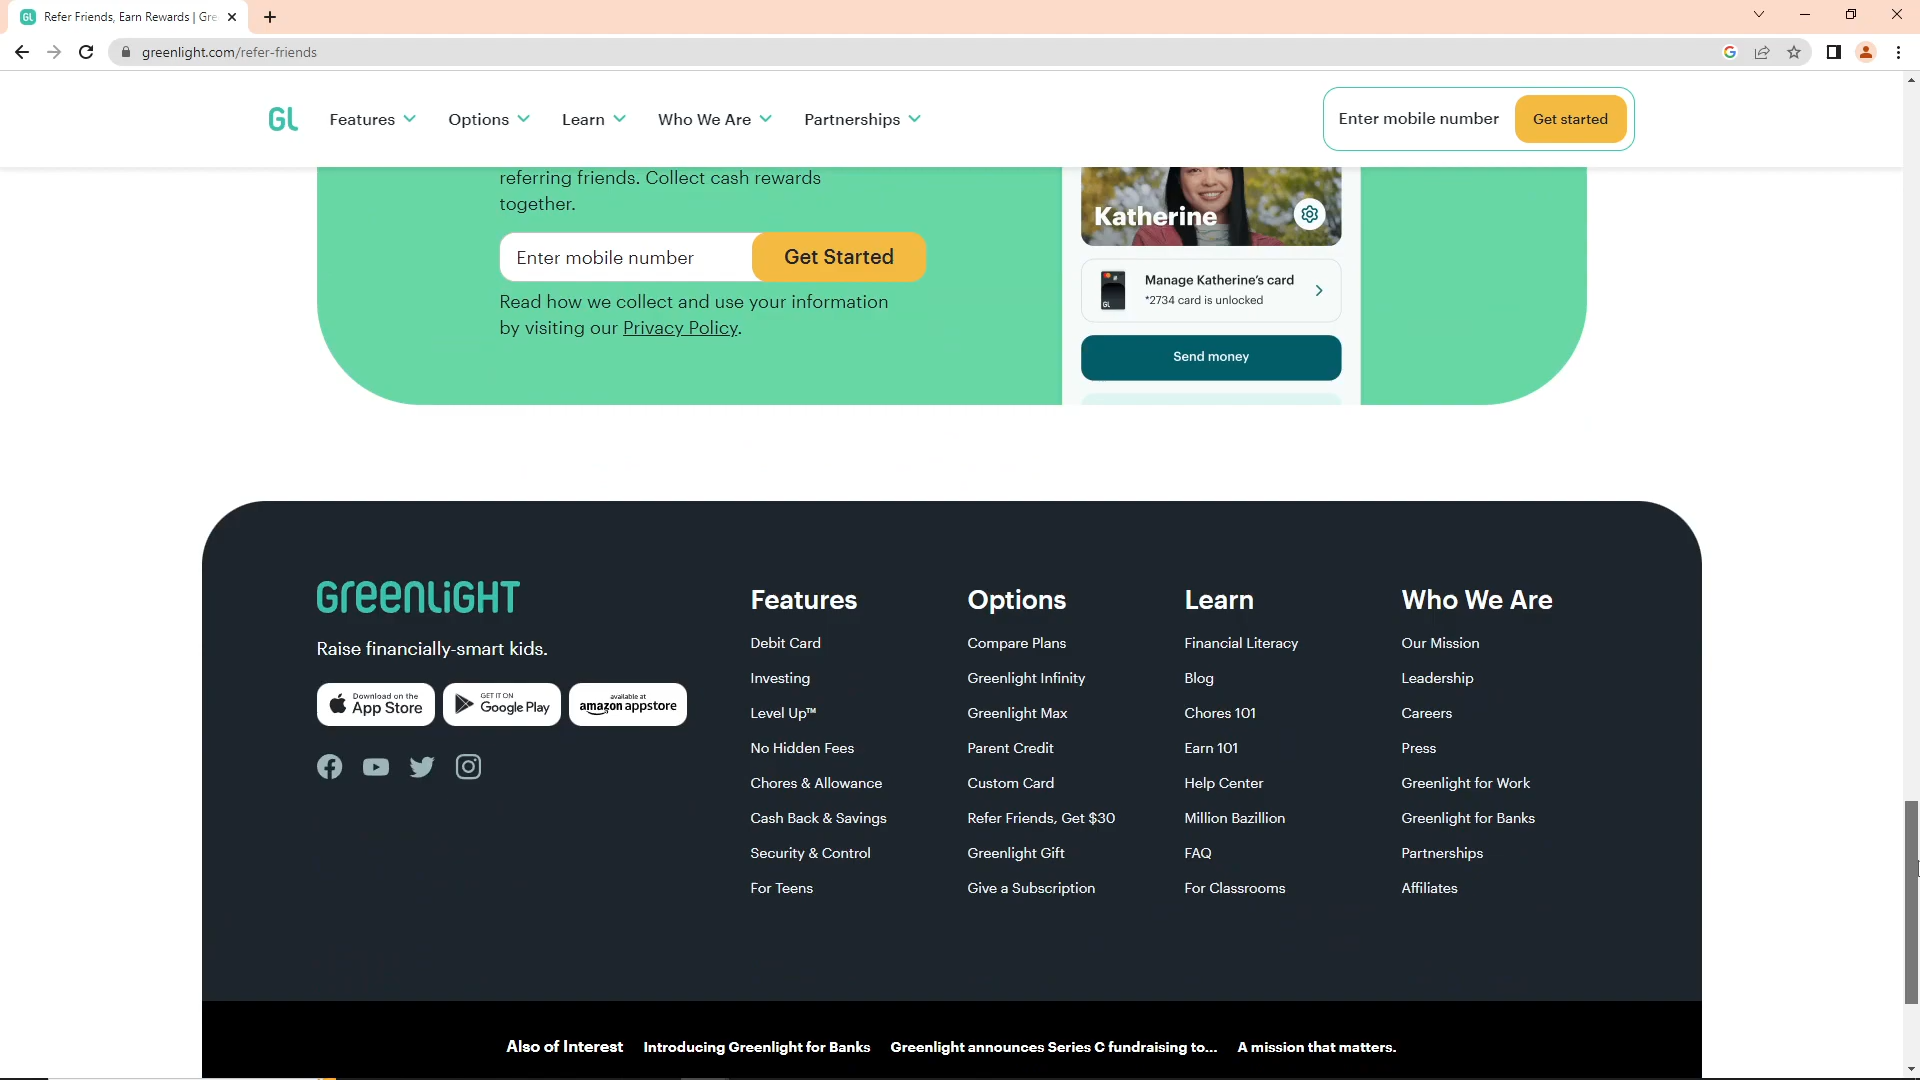 GL Refer Friends, Earn Rewards | Gre
greenlight.com/refer-friends
GL Features Options Learn Who We Are Partnerships Enter mobile number Get started
referring friends. Collect cash rewards
together.
Enter mobile number Get Started
Read how we collect and use your information
by visiting our Privacy Policy.
Katherine
Manage Katherine's card
*2734 card is unlocked
GL
Send money
GREENLIGHT
Raise financially-smart kids.
Download on the
App Store
GET IT ON
Google Play
available at
amazon appstore
Features
Debit Card
Investing
Level Up™
No Hidden Fees
Chores & Allowance
Cash Back & Savings
Security & Control
For Teens
Options
Compare Plans
Greenlight Infinity
Greenlight Max
Parent Credit
Custom Card
Refer Friends, Get $30
Greenlight Gift
Give a Subscription
Learn
Financial Literacy
Blog
Chores 101
Earn 101
Help Center
Million Bazillion
FAQ
For Classrooms
Who We Are
Our Mission
Leadership
Careers
Press
Greenlight for Work
Greenlight for Banks
Partnerships
Affiliates
Also of Interest Introducing Greenlight for Banks Greenlight announces Series C fundraising to... A mission that matters.